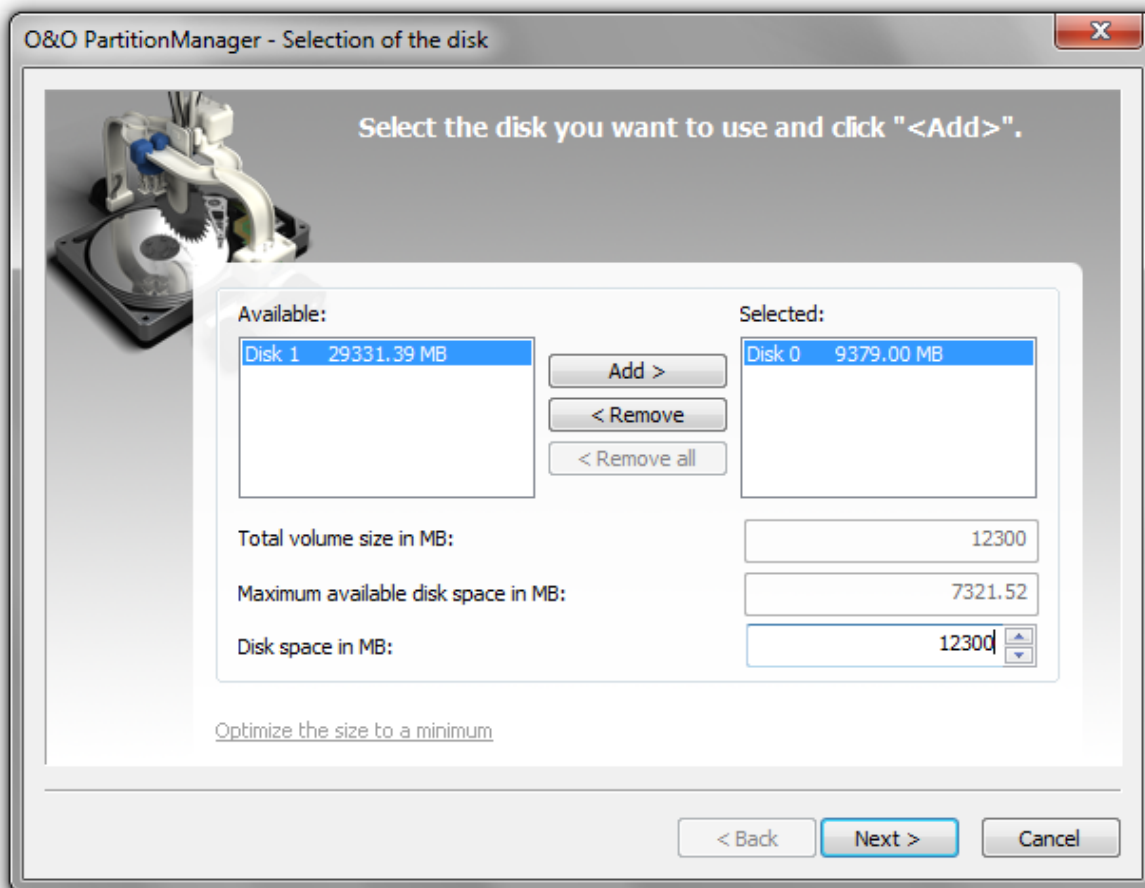 O&O PartitionManager - Selection of the disk
Select the disk you want to use and click "<Add>".
Available:
Selected:
Disk 1 29331.39 MB
Disk 0 9379.00 MB
Add >
< Remove
< Remove all
Total volume size in MB:
12300
Maximum available disk space in MB:
7321.52
Disk space in MB:
12300
Optimize the size to a minimum
< Back
Next >
Cancel